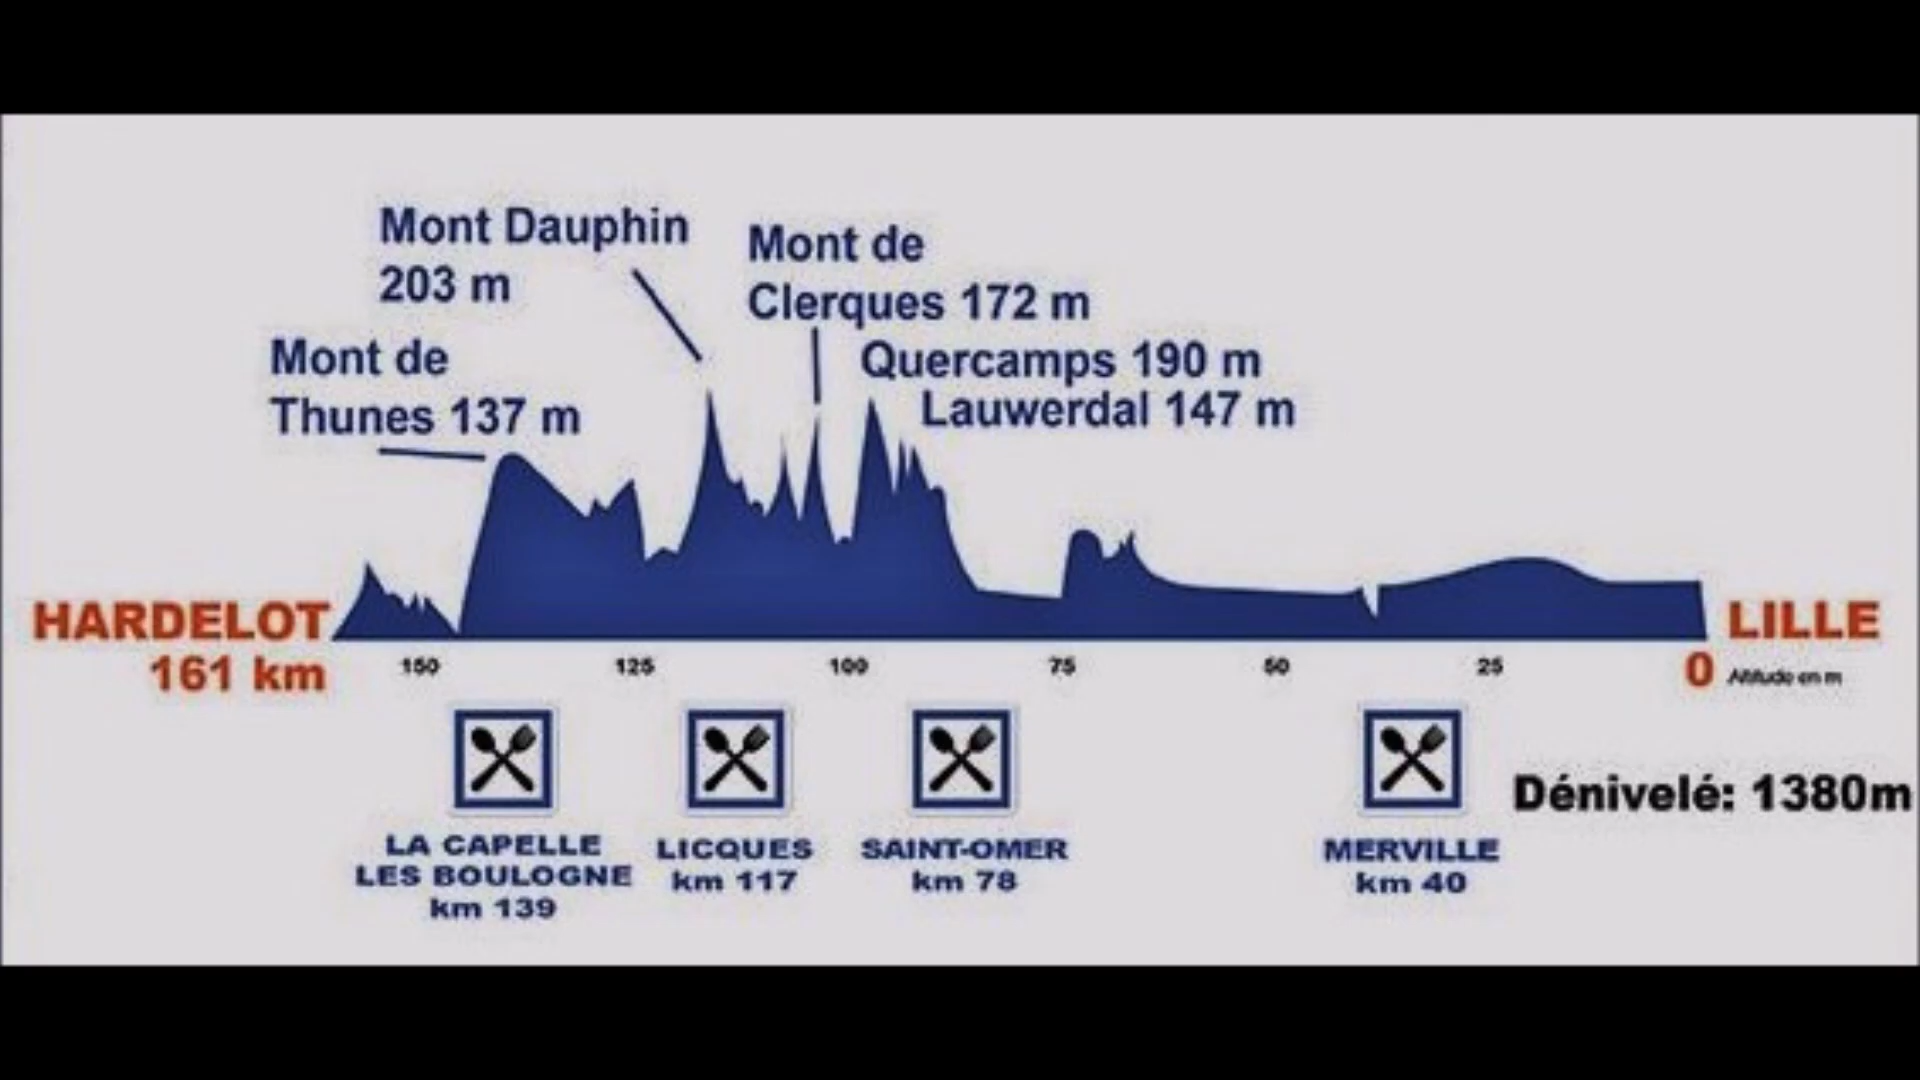 Mont Dauphin
203 m
Mont de
Clerques 172 m
Mont de
Thunes 137 m
Quercamps 190 m
Lauwerdal 147 m
HARDELOT
161 km
LILLE
150
125
100
75
50
25
0
Altitude en m
LA CAPELLE
LES BOULOGNE
km 139
LICQUES
km 117
SAINT-OMER
km 78
MERVILLE
km 40
Dénivelé: 1380m